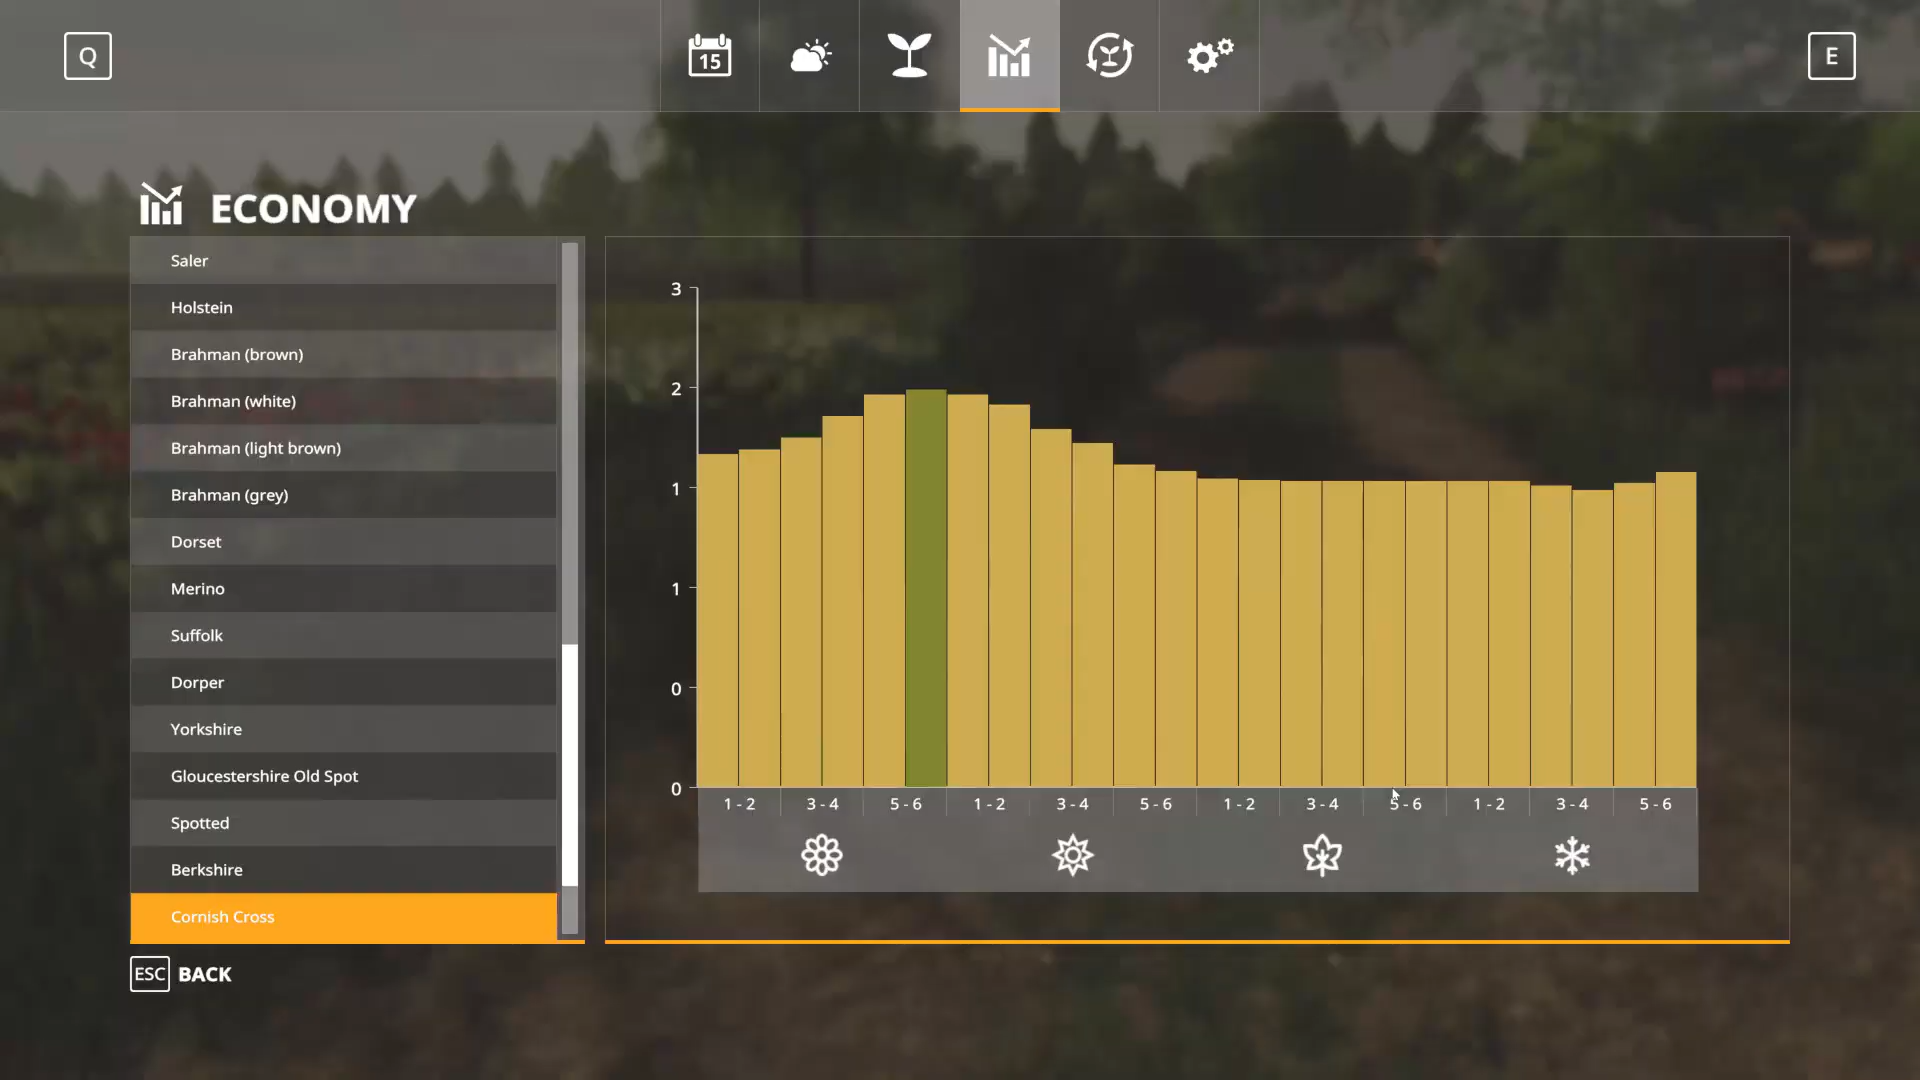 Q
15
E
ECONOMY
Saler
Holstein
Brahman (brown)
Brahman (white)
Brahman (light brown)
Brahman (grey)
Dorset
Merino
Suffolk
Dorper
Yorkshire
Gloucestershire Old Spot
Spotted
Berkshire
Cornish Cross
3
2
1
1
0
0
1 - 2 3 - 4 5 - 6 1 - 2 3 - 4 5 - 6 1 - 2 3 - 4 5 - 6 1 - 2 3 - 4 5 - 6
ESC BACK